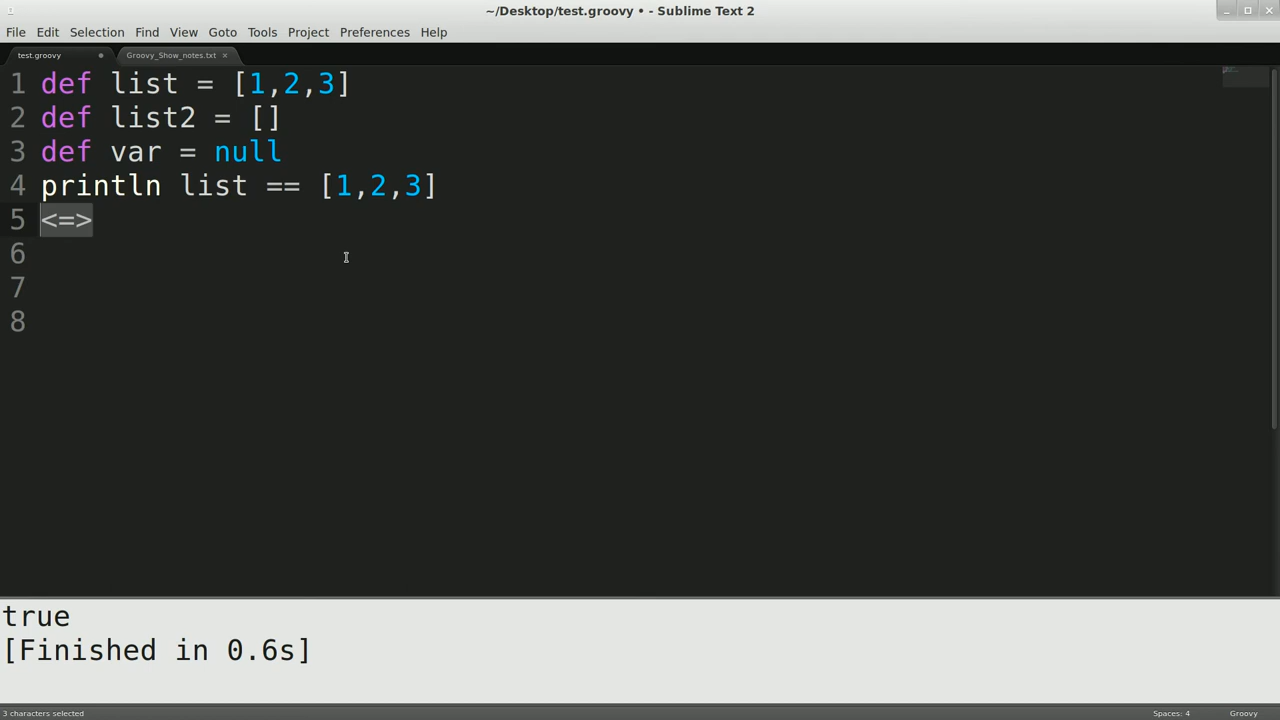 ~/Desktop/test.groovy • - Sublime Text 2
File Edit Selection Find View Goto Tools Project Preferences Help
test.groovy Groovy_Show_notes.txt ×
1 def list = [1,2,3]
2 def list2 = []
3 def var = null
4 println list == [1,2,3]
5 <=>
6
7
8
true
[Finished in 0.6s]
3 characters selected Spaces: 4 Groovy